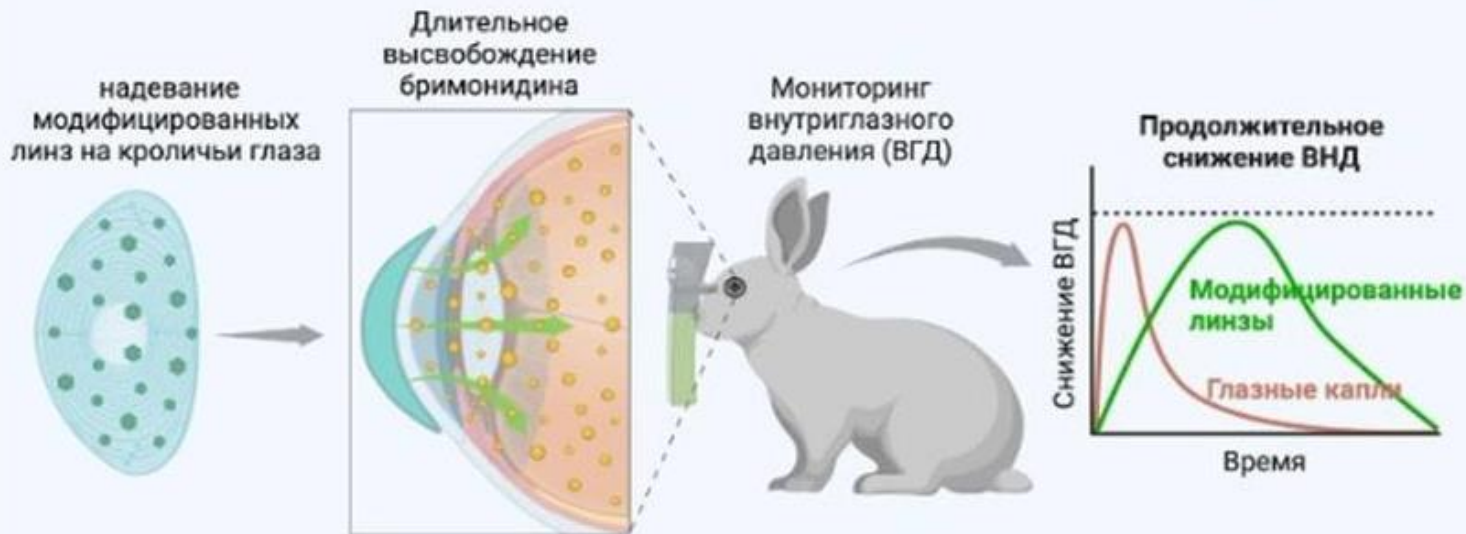 надевание
модифицированных
линз на кроличьи глаза
Длительное
высвобождение
бримонидина
Мониторинг
внутриглазного
давления (ВГД)
Продолжительное
снижение ВНД
Снижение ВГД
Модифицированные
линзы
Глазные капли
Время